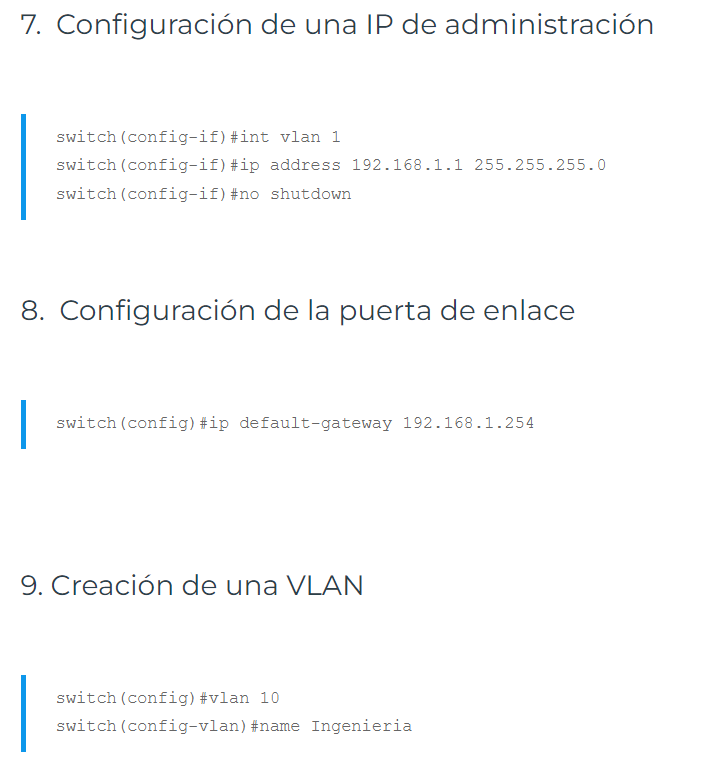 7. Configuración de una IP de administración
switch(config-if)#int vlan 1
switch(config-if)#ip address 192.168.1.1 255.255.255.0
switch(config-if)#no shutdown
8. Configuración de la puerta de enlace
switch(config)#ip default-gateway 192.168.1.254
9. Creación de una VLAN
switch(config)#vlan 10
switch(config-vlan)#name Ingenieria